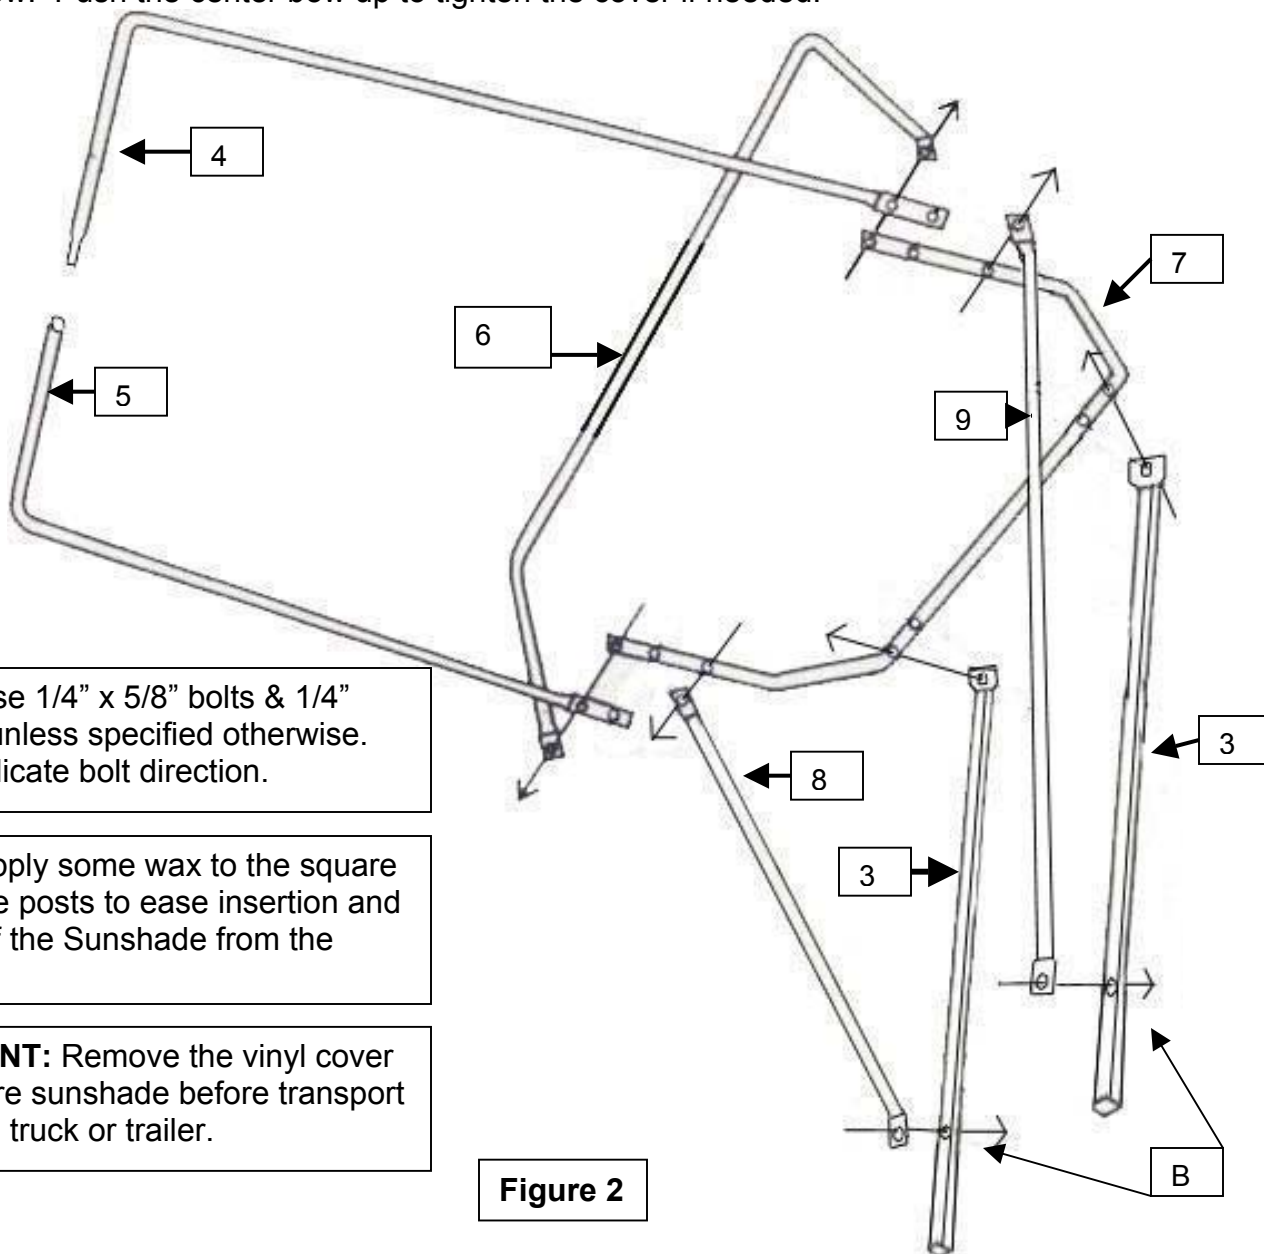 Push the center bow up to tighten the cover if needed.
4
7
6
5
9
3
8
3
se 1/4” x 5/8” bolts & 1/4”
unless specified otherwise.
licate bolt direction.
pply some wax to the square
e posts to ease insertion and
f the Sunshade from the
NT: Remove the vinyl cover
re sunshade before transport
truck or trailer.
B
Figure 2